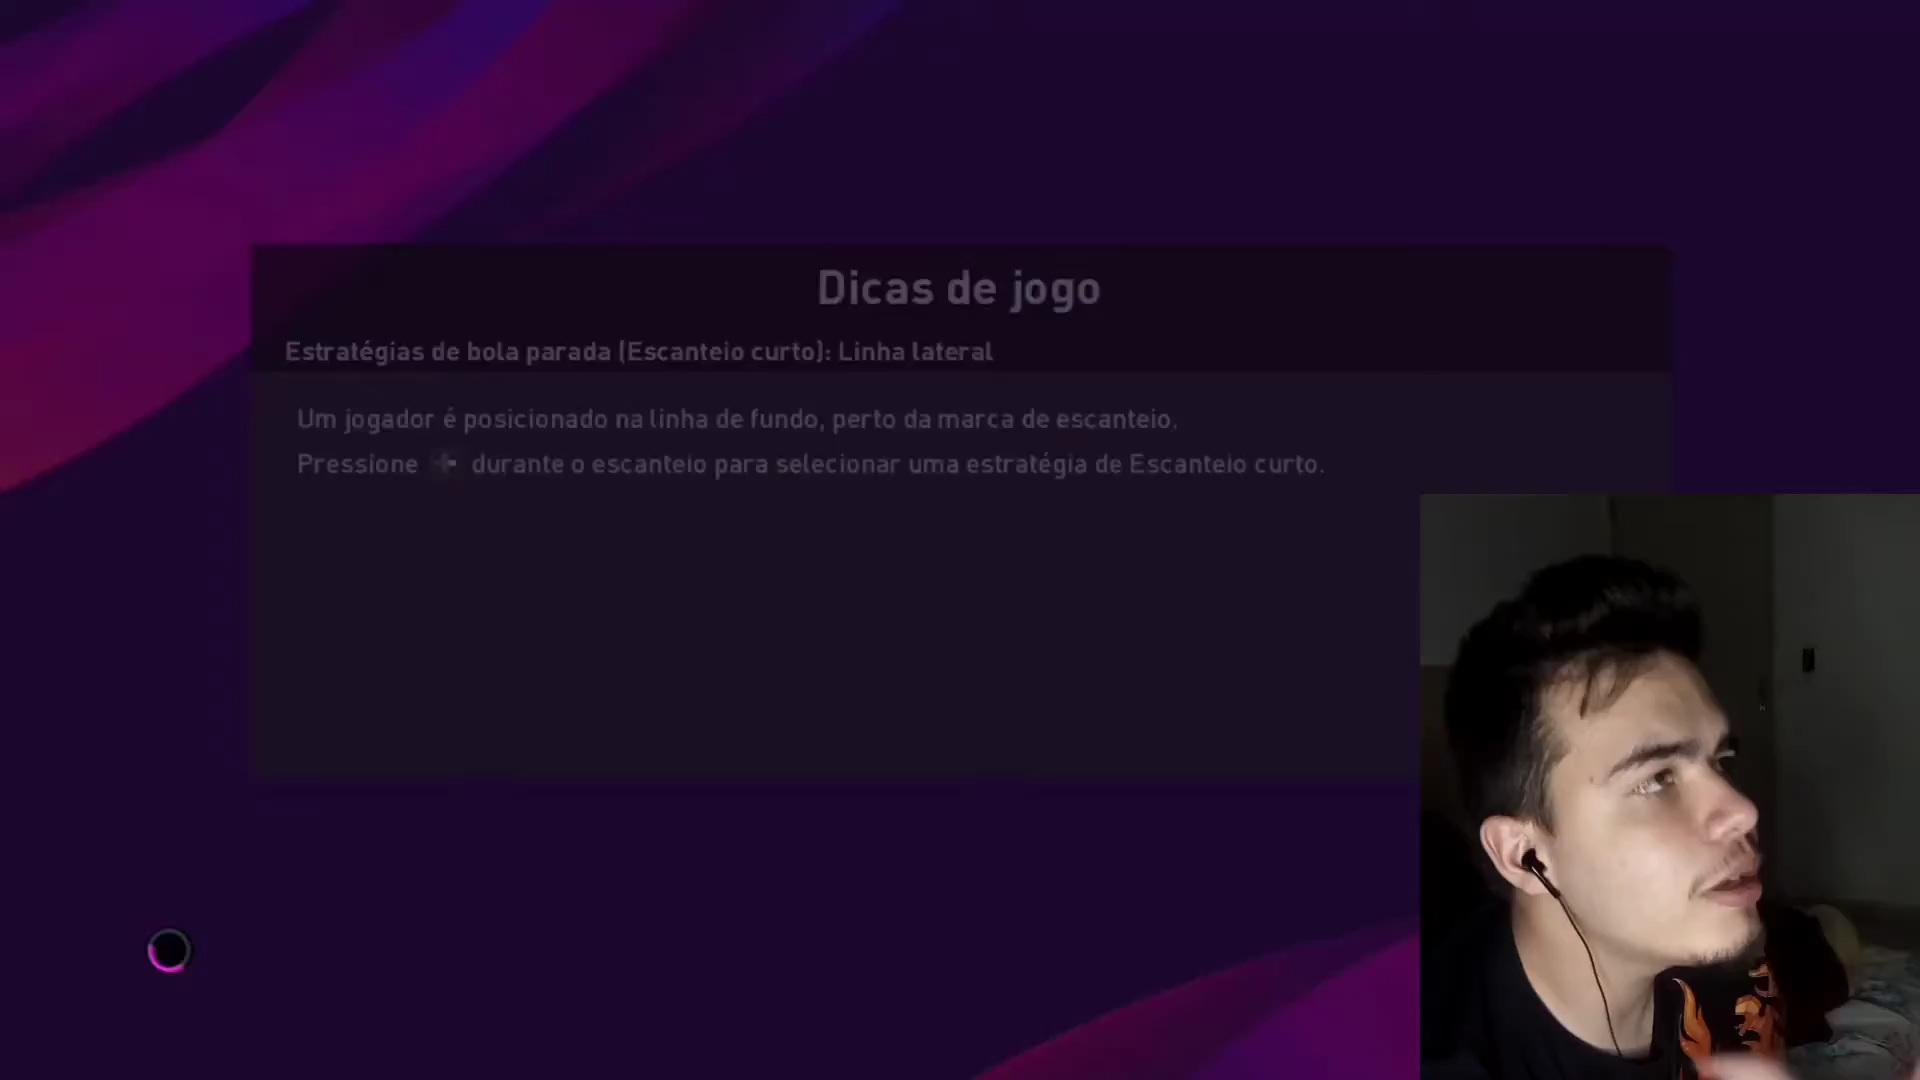 Dicas de jogo
Estratégias de bola parada (Escanteio curto): Linha lateral
Um jogador é posicionado na linha de fundo, perto da marca de escanteio.
Pressione durante o escanteio para selecionar uma estratégia de Escanteio curto.